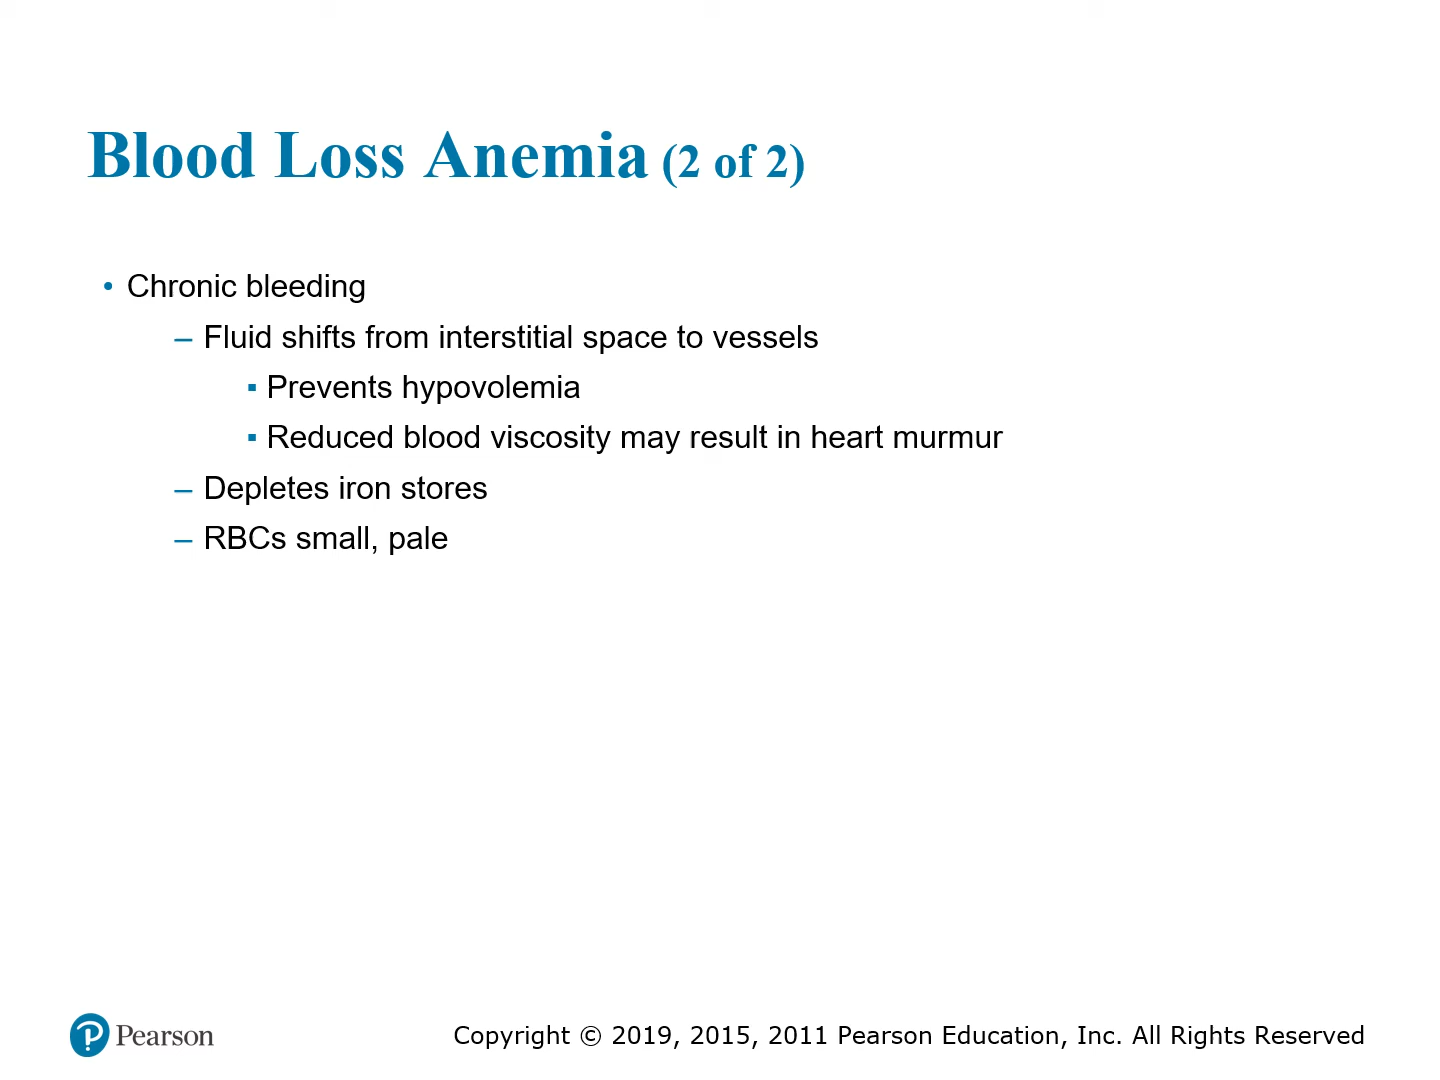 Blood Loss Anemia (2 of 2)
• Chronic bleeding
– Fluid shifts from interstitial space to vessels
▪ Prevents hypovolemia
▪ Reduced blood viscosity may result in heart murmur
– Depletes iron stores
– RBCs small, pale
Pearson
Copyright © 2019, 2015, 2011 Pearson Education, Inc. All Rights Reserved